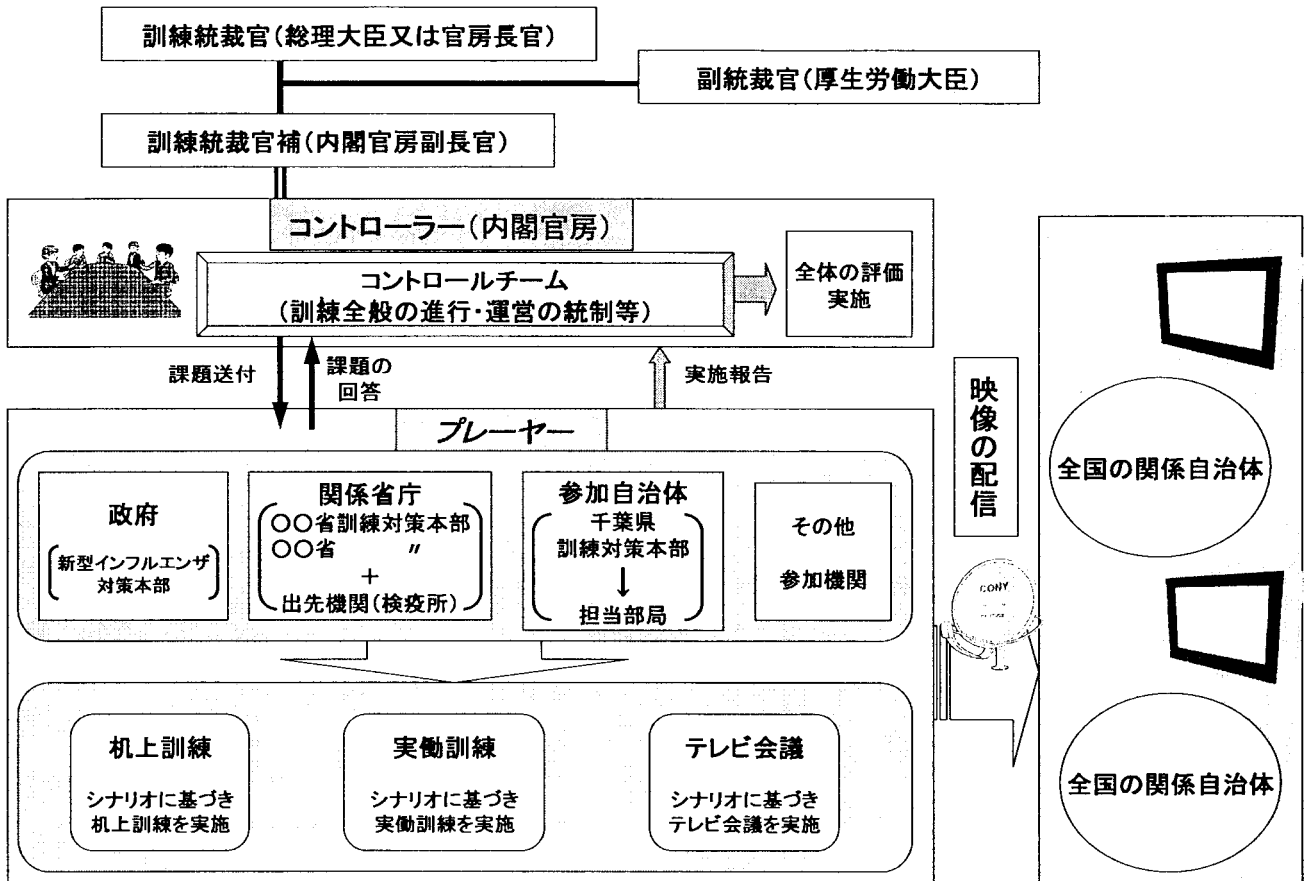 訓練統裁官(総理大臣又は官房長官)
副統裁官(厚生労働大臣)
訓練統裁官補(内閣官房副長官)
コントローラー(内閣官房)
コントロールチーム
(訓練全般の進行・運営の統制等)
全体の評価
実施
課題送付
課題の
回答
実施報告
プレーヤー
政府
新型インフルエンザ
対策本部
関係省庁
〇〇省訓練対策本部
〇〇省 〃
+
出先機関(検疫所)
参加自治体
千葉県
訓練対策本部
↓
担当部局
その他
参加機関
机上訓練
シナリオに基づき
机上訓練を実施
実働訓練
シナリオに基づき
実働訓練を実施
テレビ会議
シナリオに基づき
テレビ会議を実施
映像の配信
CONY
全国の関係自治体
全国の関係自治体